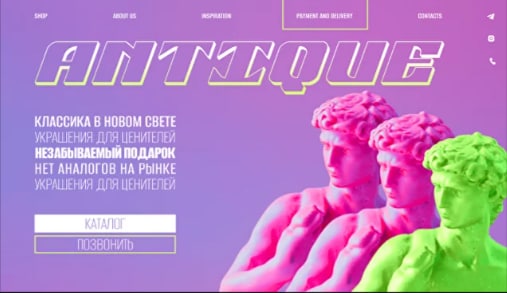 SHOP
ABOUT US
INSPIRATION
PAYMENT AND DELIVERY
CONTACTS
ANTIQUE
КЛАССИКА В НОВОМ СВЕТЕ
УКРАШЕНИЯ ДЛЯ ЦЕНИТЕЛЕЙ
НЕЗАБЫВАЕМЫЙ ПОДАРОК
НЕТ АНАЛОГОВ НА РЫНКЕ
УКРАШЕНИЯ ДЛЯ ЦЕНИТЕЛЕЙ
КАТАЛОГ
ПОЗВОНИТЬ